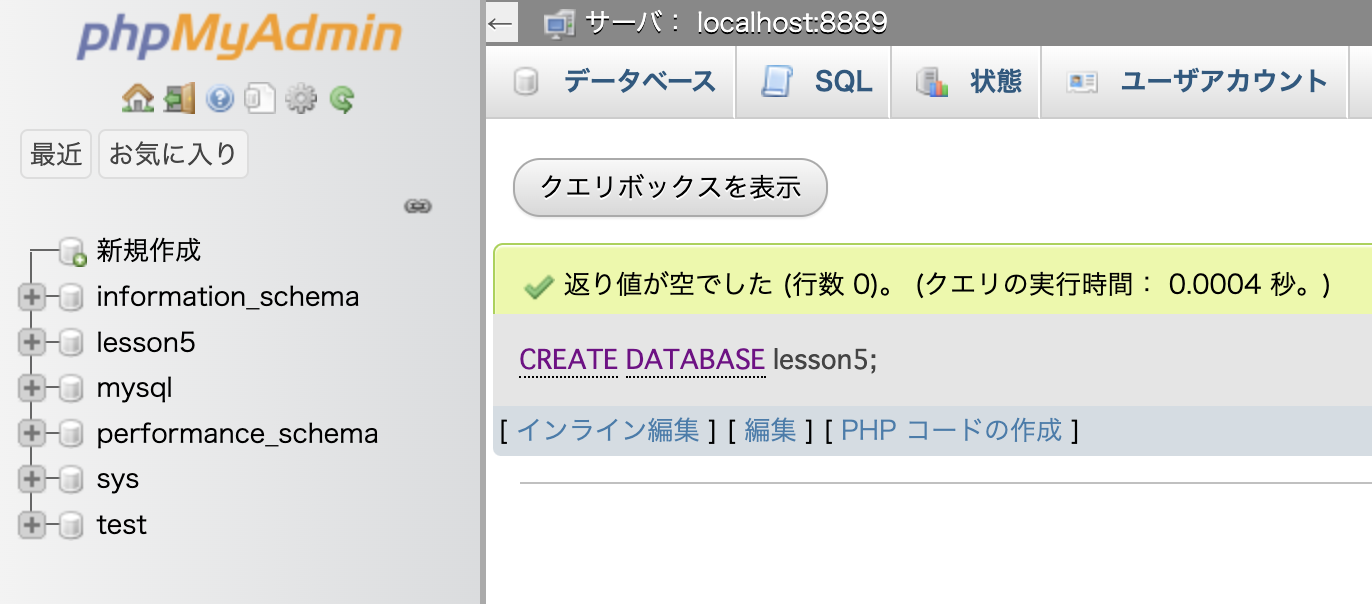 phpMyAdmin
最近 お気に入り
新規作成
information_schema
lesson5
mysql
performance_schema
sys
test
← サーバ： localhost:8889
データベース SQL 状態 ユーザアカウント
クエリボックスを表示
返り値が空でした (行数 0)。 (クエリの実行時間： 0.0004 秒。)
CREATE DATABASE lesson5;
[ インライン編集 ] [ 編集 ] [ PHP コードの作成 ]